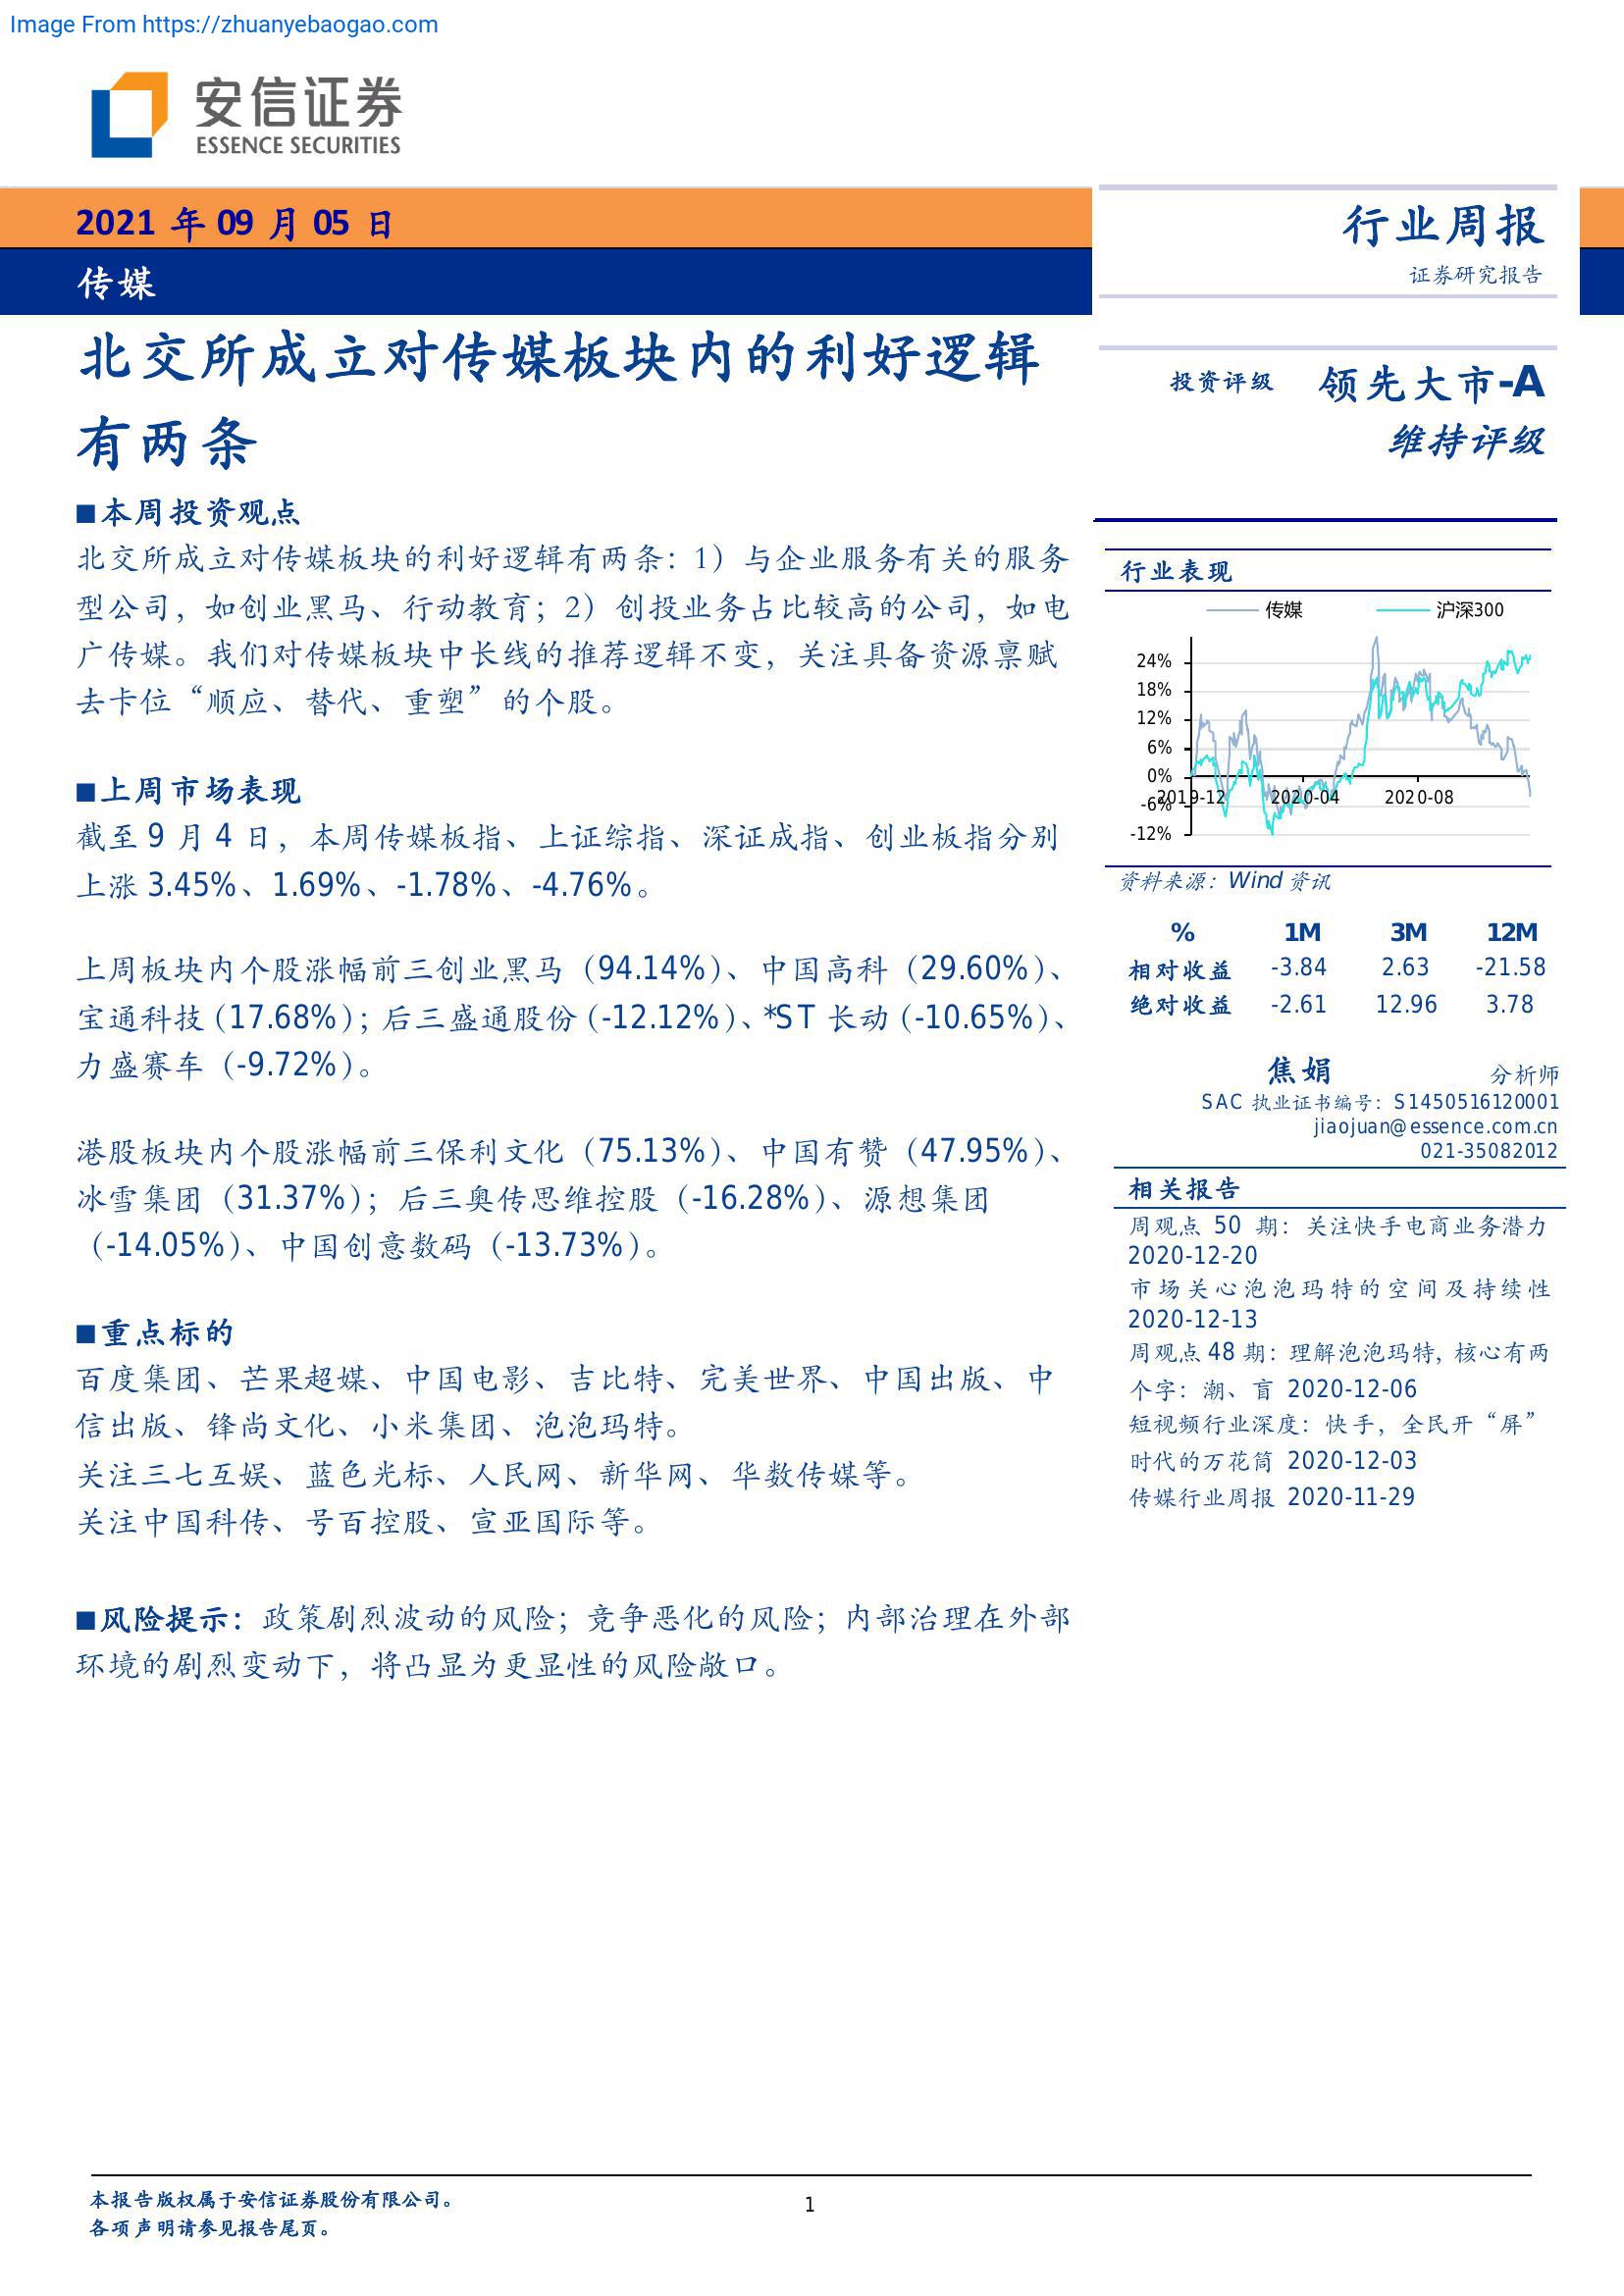 Image From https://zhuanyebaogao.com
安信证券
ESSENCE SECURITIES
2021 年 09 月 05 日
传媒
北交所成立对传媒板块内的利好逻辑
有两条
■本周投资观点
北交所成立对传媒板块的利好逻辑有两条：1）与企业服务有关的服务
型公司，如创业黑马、行动教育；2）创投业务占比较高的公司，如电
广传媒。我们对传媒板块中长线的推荐逻辑不变，关注具备资源禀赋
去卡位“顺应、替代、重塑”的个股。
■上周市场表现
截至 9 月 4 日，本周传媒板指、上证综指、深证成指、创业板指分别
上涨 3.45%、1.69%、-1.78%、-4.76%。
上周板块内个股涨幅前三创业黑马（94.14%）、中国高科（29.60%）、
宝通科技（17.68%）；后三盛通股份（-12.12%）、*ST 长动（-10.65%）、
力盛赛车（-9.72%）。
港股板块内个股涨幅前三保利文化（75.13%）、中国有赞（47.95%）、
冰雪集团（31.37%）；后三奥传思维控股（-16.28%）、源想集团
（-14.05%）、中国创意数码（-13.73%）。
■重点标的
百度集团、芒果超媒、中国电影、吉比特、完美世界、中国出版、中
信出版、锋尚文化、小米集团、泡泡玛特。
关注三七互娱、蓝色光标、人民网、新华网、华数传媒等。
关注中国科传、号百控股、宣亚国际等。
■风险提示：政策剧烈波动的风险；竞争恶化的风险；内部治理在外部
环境的剧烈变动下，将凸显为更显性的风险敞口。
行业周报
证券研究报告
投资评级 领先大市-A
维持评级
行业表现
传媒 沪深300
24%
18%
12%
6%
0%
-6%
-12%
2019-12 2020-04 2020-08
资料来源：Wind 资讯
% 1M 3M 12M
相对收益 -3.84 2.63 -21.58
绝对收益 -2.61 12.96 3.78
焦娟 分析师
SAC 执业证书编号：S1450516120001
jiaojuan@essence.com.cn
021-35082012
相关报告
周观点 50 期：关注快手电商业务潜力
2020-12-20
市场关心泡泡玛特的空间及持续性
2020-12-13
周观点 48 期：理解泡泡玛特，核心有两
个字：潮、盲 2020-12-06
短视频行业深度：快手，全民开“屏”
时代的万花筒 2020-12-03
传媒行业周报 2020-11-29
本报告版权属于安信证券股份有限公司。
1
各项声明请参见报告尾页。